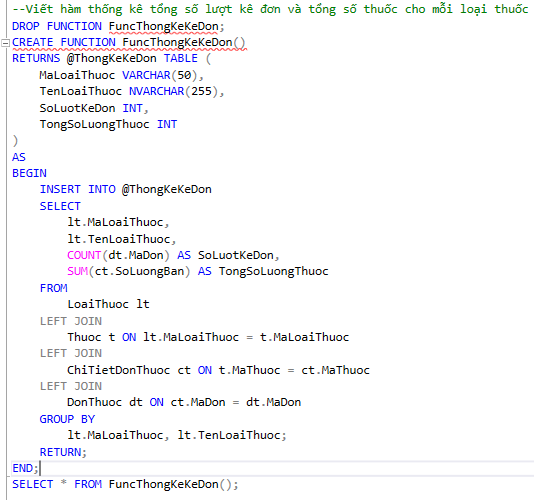 --Viết hàm thống kê tổng số lượt kê đơn và tổng số thuốc cho mỗi loại thuốc
DROP FUNCTION FuncThongKeKeDon;
CREATE FUNCTION FuncThongKeKeDon()
RETURNS @ThongKeKeDon TABLE (
    MaLoaiThuoc VARCHAR(50),
    TenLoaiThuoc NVARCHAR(255),
    SoLuotKeDon INT,
    TongSoLuongThuoc INT
)
AS
BEGIN
    INSERT INTO @ThongKeKeDon
    SELECT
        lt.MaLoaiThuoc,
        lt.TenLoaiThuoc,
        COUNT(dt.MaDon) AS SoLuotKeDon,
        SUM(ct.SoLuongBan) AS TongSoLuongThuoc
    FROM
        LoaiThuoc lt
    LEFT JOIN
        Thuoc t ON lt.MaLoaiThuoc = t.MaLoaiThuoc
    LEFT JOIN
        ChiTietDonThuoc ct ON t.MaThuoc = ct.MaThuoc
    LEFT JOIN
        DonThuoc dt ON ct.MaDon = dt.MaDon
    GROUP BY
        lt.MaLoaiThuoc, lt.TenLoaiThuoc;
    RETURN;
END;
SELECT * FROM FuncThongKeKeDon();